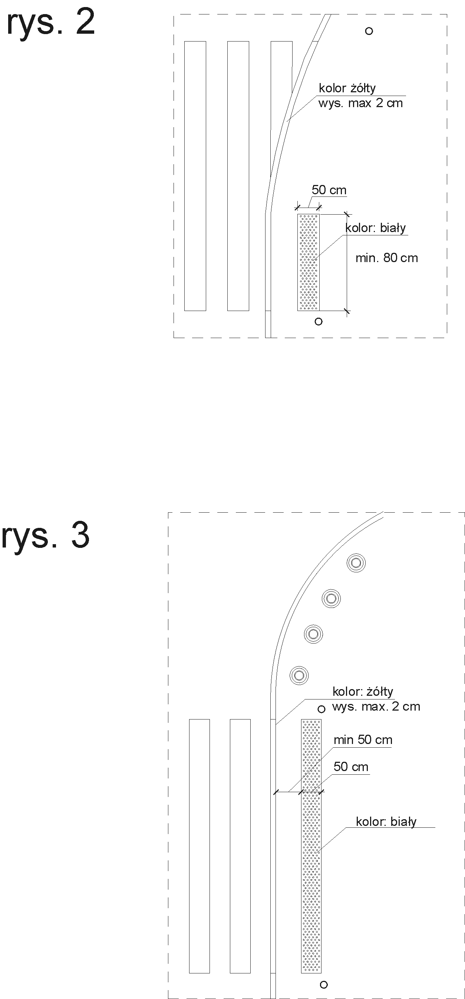 rys. 2
kolor żółty
wys. max 2 cm
50 cm
kolor: biały
min. 80 cm
rys. 3
kolor: żółty
wys. max. 2 cm
min 50 cm
50 cm
kolor: biały